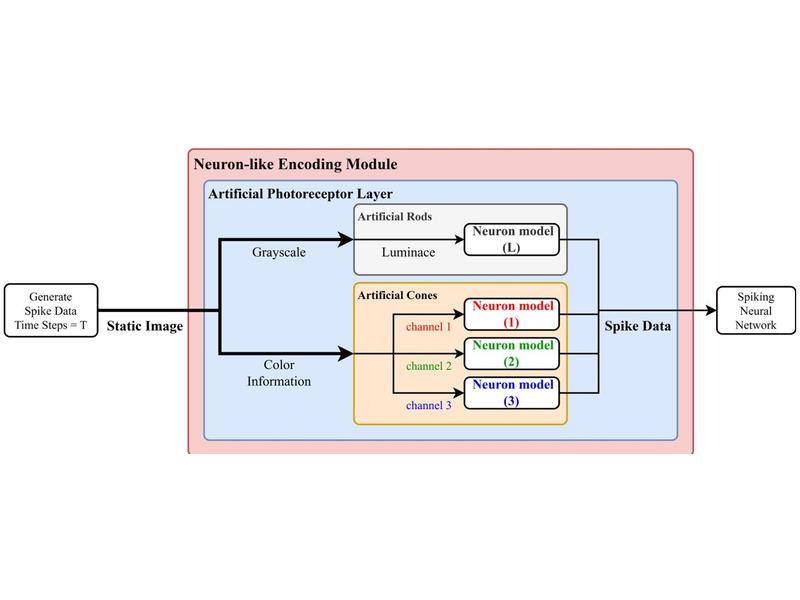 Neuron-like Encoding Module
Artificial Photoreceptor Layer
Artificial Rods
Neuron model
(L)
Grayscale
Luminace
Generate
Spike Data
Time Steps = T
Static Image
Artificial Cones
Neuron model
(1)
channel 1
Neuron model
(2)
channel 2
Neuron model
(3)
channel 3
Color
Information
Spike Data
Spiking
Neural
Network